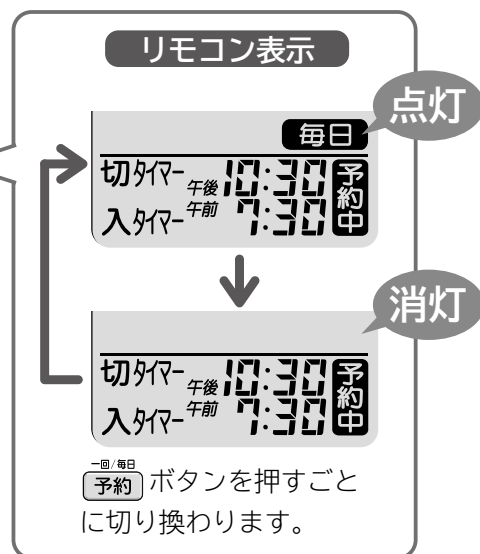 リモコン表示
点灯
毎日
切タイマー 午後 10:30 予約中
入タイマー 午前 7:30
消灯
切タイマー 午後 10:30 予約中
入タイマー 午前 7:30
一回/毎日
予約 ボタンを押すごと
に切り換わります。